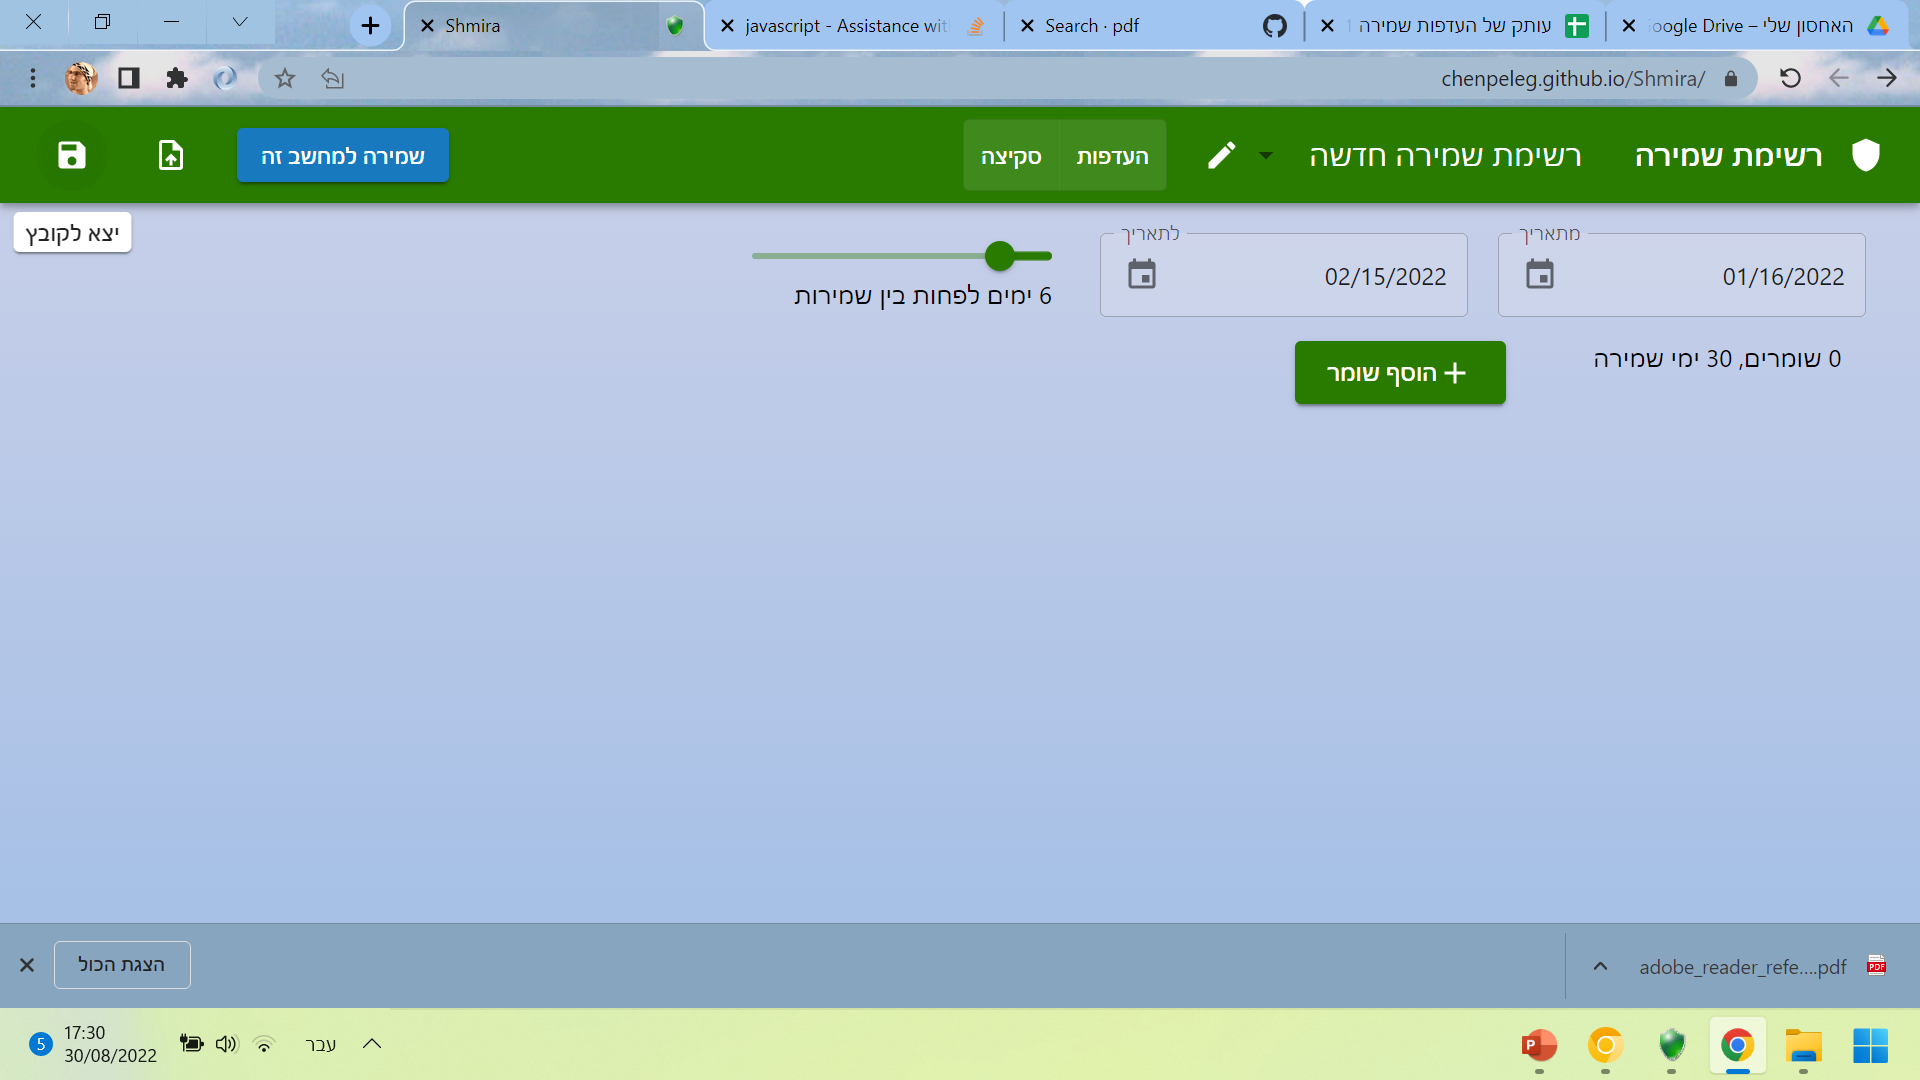 האחסון שלי – Google Drive
עותק של העדפות שמירה
Search · pdf
javascript - Assistance wit
Shmira
chenpeleg.github.io/Shmira/
רשימת שמירה
רשימת שמירה חדשה
העדפות
סקיצה
שמירה למחשב זה
יצא לקובץ
מתאריך
01/16/2022
לתאריך
02/15/2022
6 ימים לפחות בין שמירות
0 שומרים, 30 ימי שמירה
הוסף שומר
adobe_reader_refe....pdf
PDF
הצגת הכול
P
עבר
17:30
30/08/2022
5